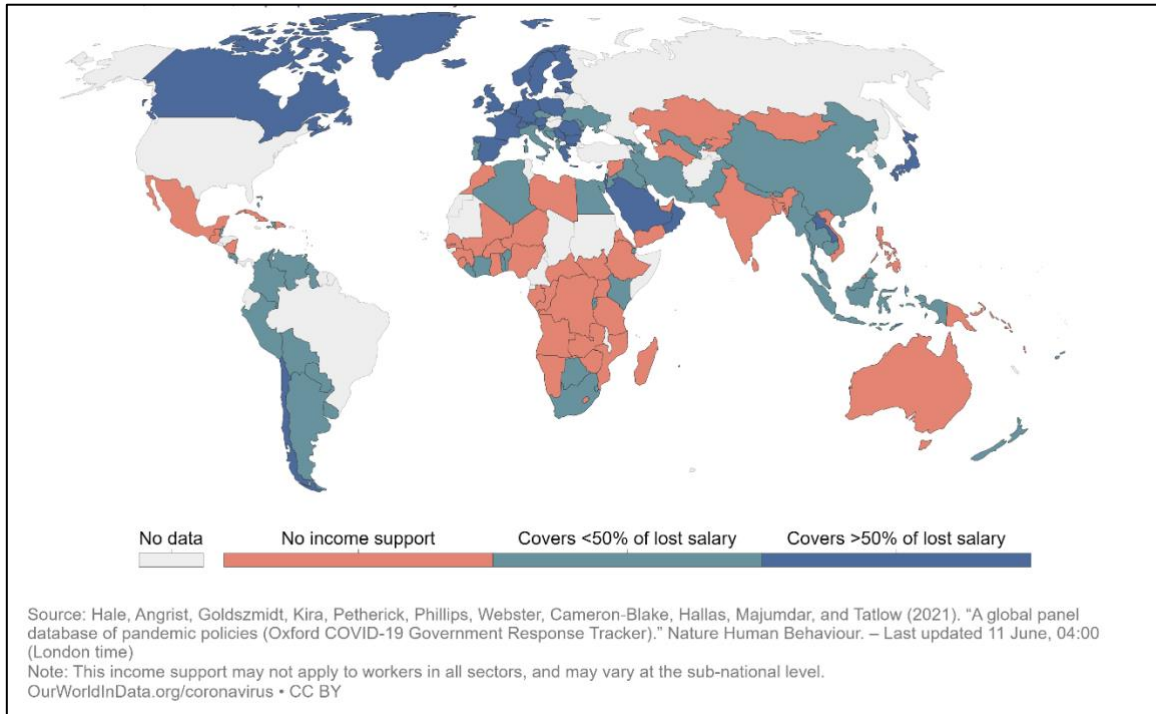 No data No income support Covers <50% of lost salary Covers >50% of lost salary
Source: Hale, Angrist, Goldszmidt, Kira, Petherick, Phillips, Webster, Cameron-Blake, Hallas, Majumdar, and Tatlow (2021). “A global panel
database of pandemic policies (Oxford COVID-19 Government Response Tracker).” Nature Human Behaviour. – Last updated 11 June, 04:00
(London time)
Note: This income support may not apply to workers in all sectors, and may vary at the sub-national level.
OurWorldInData.org/coronavirus • CC BY